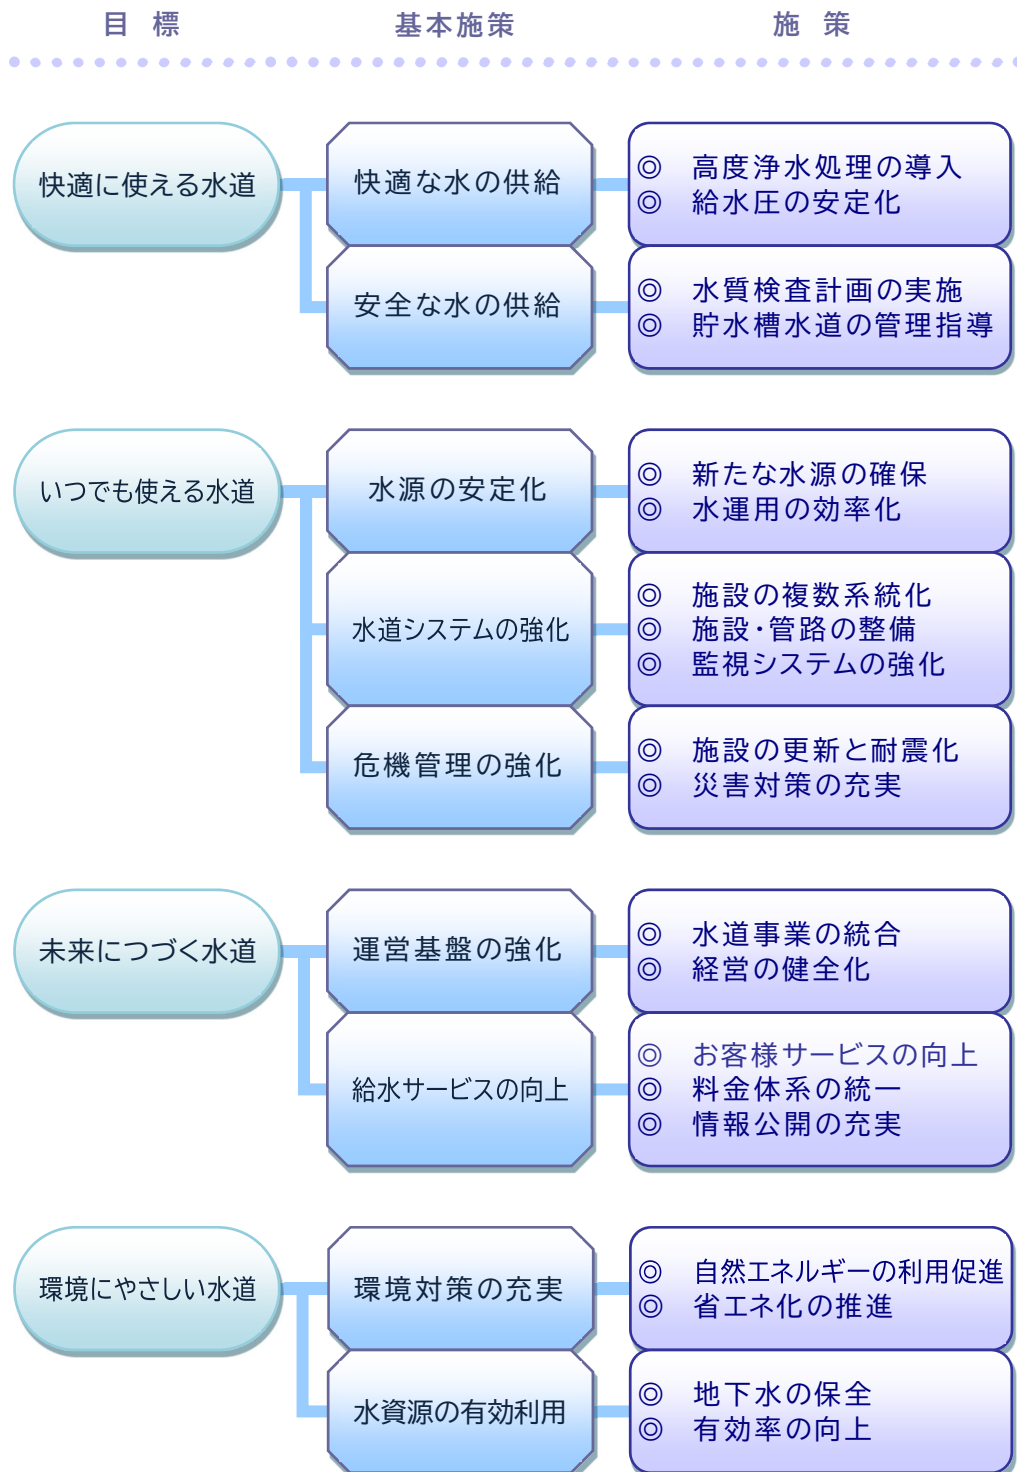 目 標 基本施策 施 策
快適に使える水道
快適な水の供給
◎ 高度浄水処理の導入
◎ 給水圧の安定化
安全な水の供給
◎ 水質検査計画の実施
◎ 貯水槽水道の管理指導
いつでも使える水道
水源の安定化
◎ 新たな水源の確保
◎ 水運用の効率化
水道システムの強化
◎ 施設の複数系統化
◎ 施設・管路の整備
◎ 監視システムの強化
危機管理の強化
◎ 施設の更新と耐震化
◎ 災害対策の充実
未来につづく水道
運営基盤の強化
◎ 水道事業の統合
◎ 経営の健全化
給水サービスの向上
◎ お客様サービスの向上
◎ 料金体系の統一
◎ 情報公開の充実
環境にやさしい水道
環境対策の充実
◎ 自然エネルギーの利用促進
◎ 省エネ化の推進
水資源の有効利用
◎ 地下水の保全
◎ 有効率の向上